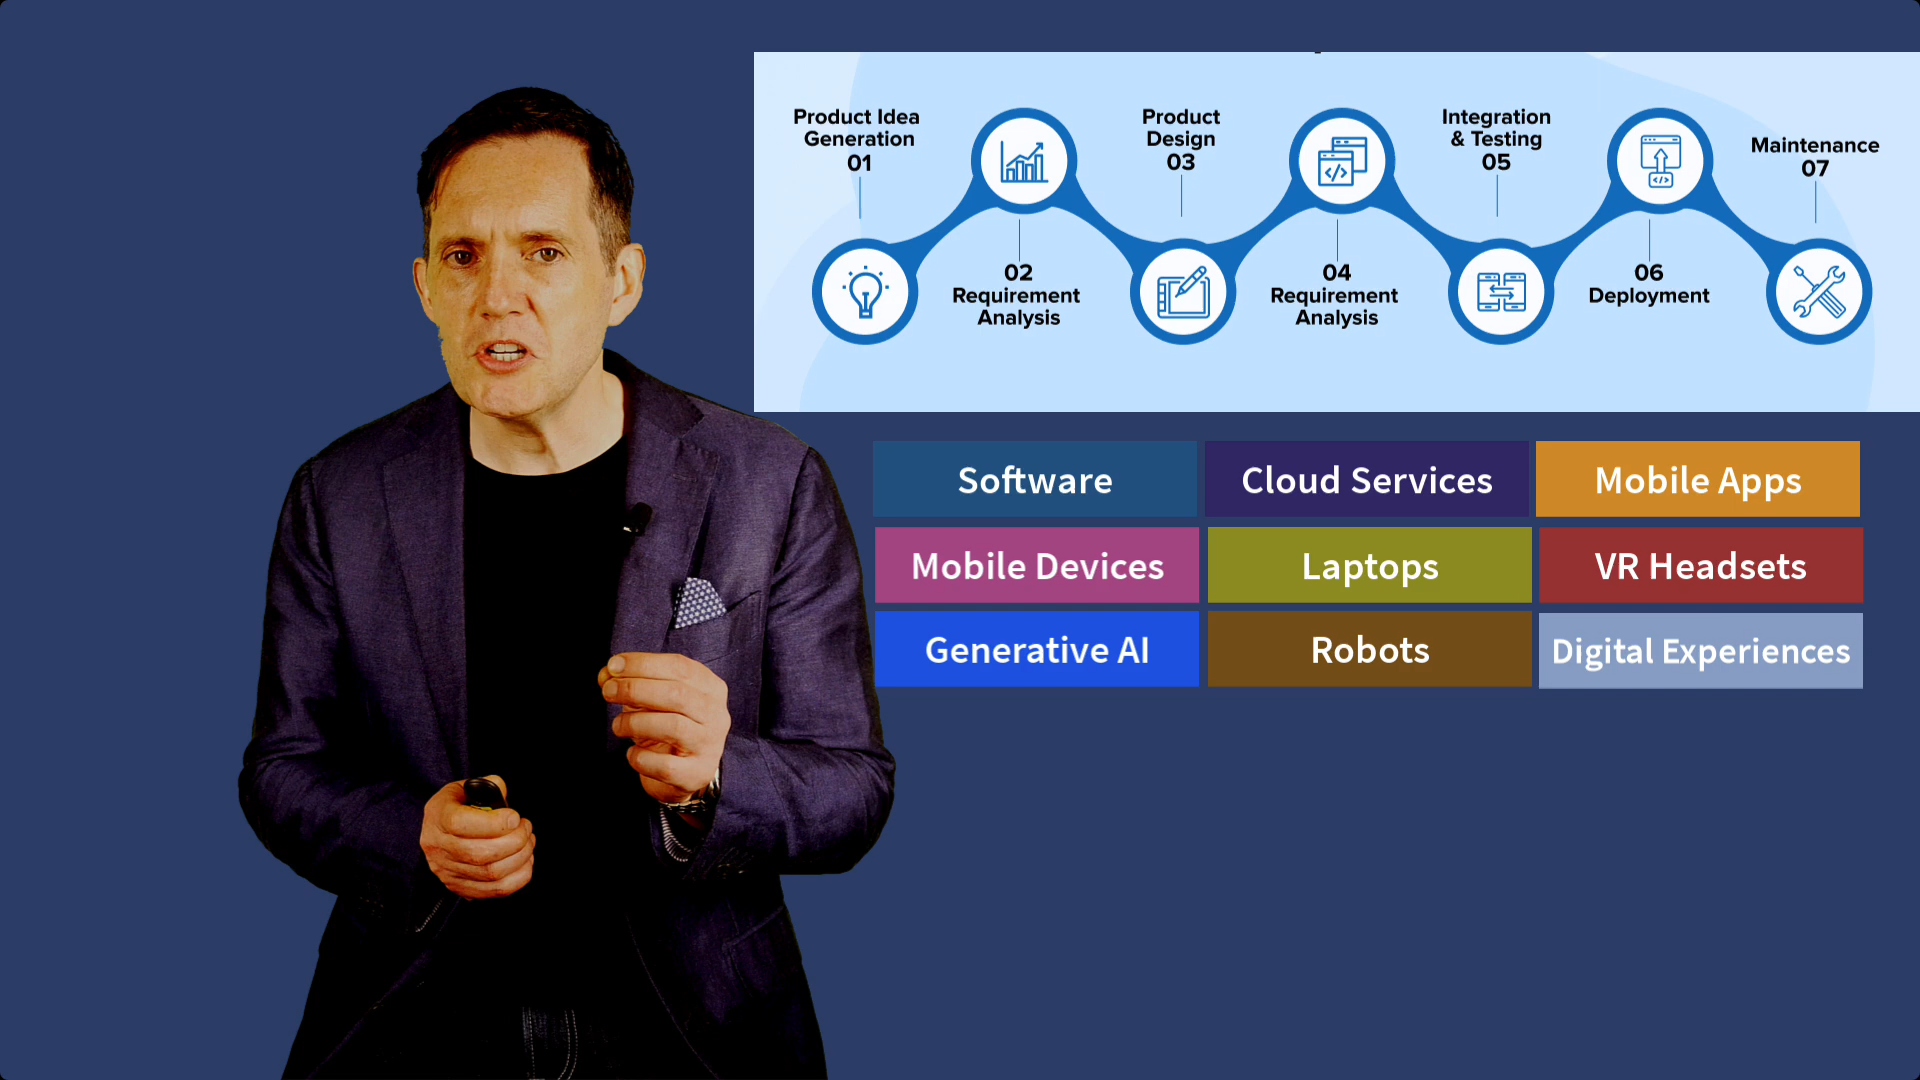 Product Idea
Generation
01
02
Requirement
Analysis
Product
Design
03
04
Requirement
Analysis
Integration
& Testing
05
06
Deployment
Maintenance
07
Software
Cloud Services
Mobile Apps
Mobile Devices
Laptops
VR Headsets
Generative AI
Robots
Digital Experiences